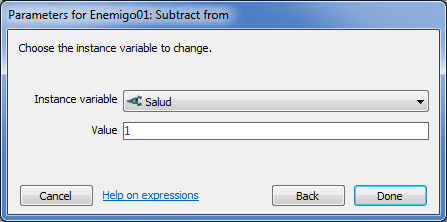 Parameters for Enemigo01: Subtract from
Choose the instance variable to change.
Instance variable Salud
Value 1
Cancel Help on expressions Back Done